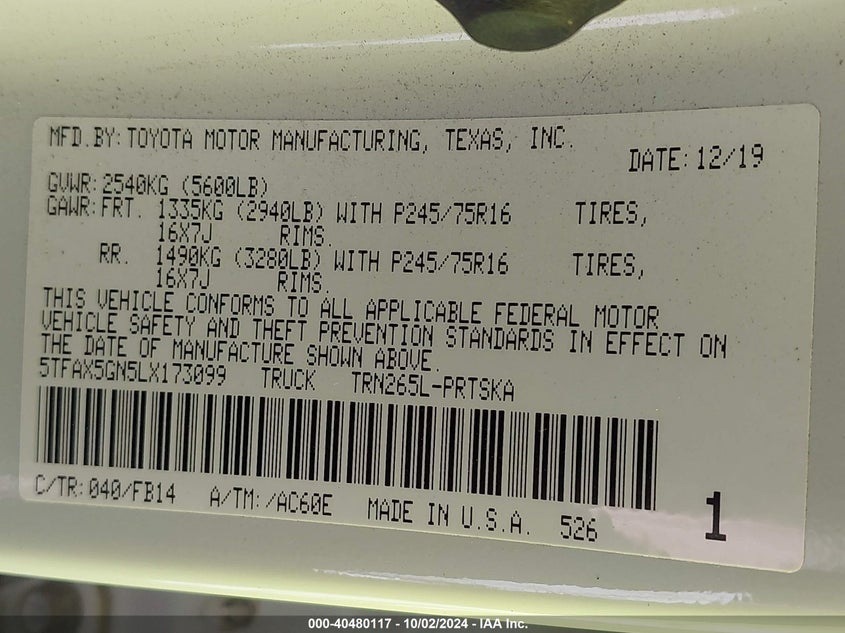 MFD.BY: TOYOTA MOTOR MANUFACTURING, TEXAS, INC.
DATE: 12/19
GVWR: 2540KG (5600LB)
GAWR: FRT. 1335KG (2940LB) WITH P245/75R16 TIRES,
16X7J RIMS.
RR. 1490KG (3280LB) WITH P245/75R16 TIRES,
16X7J RIMS.
THIS VEHICLE CONFORMS TO ALL APPLICABLE FEDERAL MOTOR
VEHICLE SAFETY AND THEFT PREVENTION STANDARDS IN EFFECT ON
THE DATE OF MANUFACTURE SHOWN ABOVE.
5TFAX5GN5LX173099 TRUCK TRN265L-PRTSKA
C/TR: 040/FB14 A/TM: /AC60E MADE IN U.S.A. 526 1
000-40480117 - 10/02/2024 - IAA Inc.